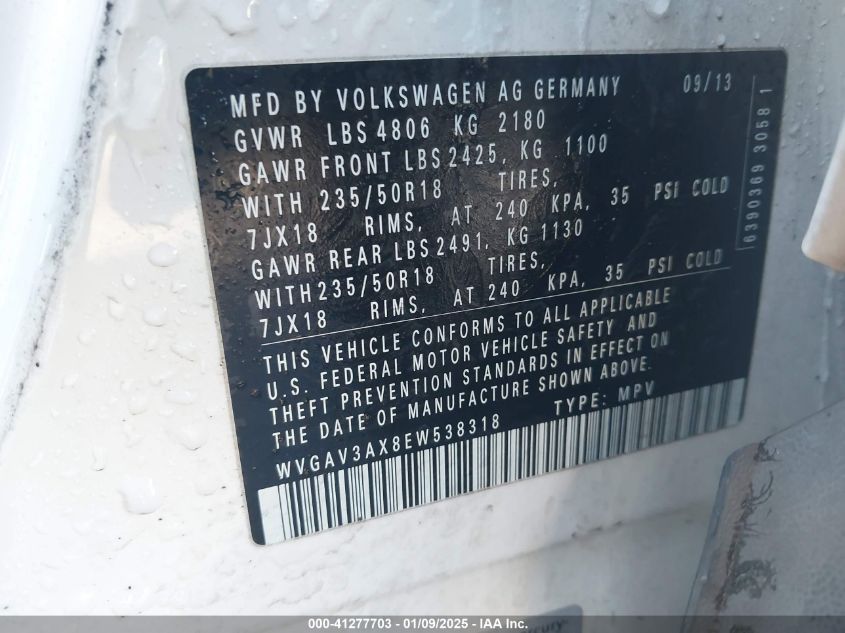 MFD BY VOLKSWAGEN AG GERMANY 09/13
GVWR LBS 4806 KG 2180
GAWR FRONT LBS 2425, KG 1100
WITH 235/50R18 TIRES,
7JX18 RIMS, AT 240 KPA, 35 PSI COLD
GAWR REAR LBS 2491, KG 1130
WITH 235/50R18 TIRES,
7JX18 RIMS, AT 240 KPA, 35 PSI COLD
THIS VEHICLE CONFORMS TO ALL APPLICABLE
U.S. FEDERAL MOTOR VEHICLE SAFETY AND
THEFT PREVENTION STANDARDS IN EFFECT ON
THE DATE OF MANUFACTURE SHOWN ABOVE.
WVGAV3AX8EW538318 TYPE: MPV
6390369 3058 1
000-41277703 - 01/09/2025 - IAA Inc.